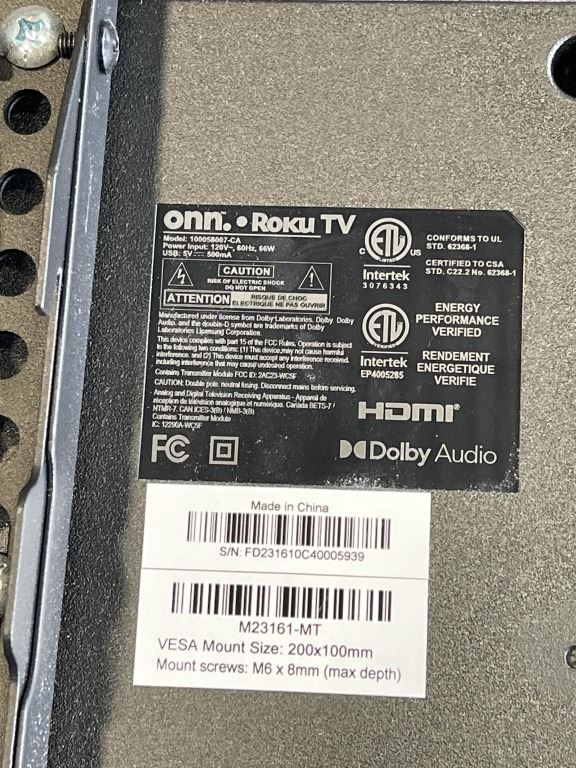 onn. • Roku TV
Model: 100058007-CA
Power Input: 120V~, 60Hz, 66W
USB: 5V⎓ 500mA
CAUTION
RISK OF ELECTRIC SHOCK
DO NOT OPEN
ATTENTION RISQUE DE CHOC
ELECTRIQUE NE PAS OUVRIR
Manufactured under license from Dolby Laboratories. Dolby, Dolby
Audio, and the double-D symbol are trademarks of Dolby
Laboratories Licensing Corporation.
This device complies with part 15 of the FCC Rules. Operation is subject
to the following two conditions: (1) This device may not cause harmful
interference, and (2) This device must accept any interference received,
including interference that may cause undesired operation.
Contains Transmitter Module FCC ID: 2AC23-WC5F
CAUTION: Double pole, neutral fusing. Disconnect mains before servicing.
Analog and Digital Television Receiving Apparatus - Appareil de
réception de télévision analogique et numérique, Canada BETS-7 /
NTMR-7. CAN ICES-3(B) / NMB-3(B)
Contains Transmitter Module
IC: 12290A-WC5F
FC
C ETL US
LISTED
Intertek
3076343
CONFORMS TO UL
STD. 62368-1
CERTIFIED TO CSA
STD. C22.2 No. 62368-1
ETL
Intertek
EP4005285
ENERGY
PERFORMANCE
VERIFIED
RENDEMENT
ENERGETIQUE
VERIFIE
HDMI®
Dolby Audio
Made in China
S/N: FD231610C40005939
M23161-MT
VESA Mount Size: 200x100mm
Mount screws: M6 x 8mm (max depth)